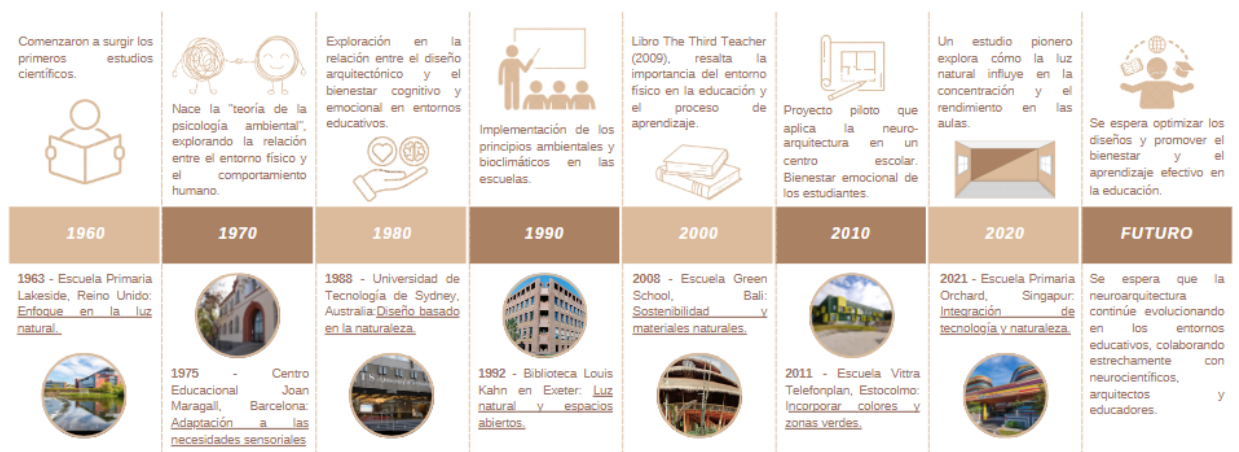 Comenzaron a surgir los
primeros estudios
científicos.
Nace la "teoría de la
psicología ambiental",
explorando la relación
entre el entorno físico y
el comportamiento
humano.
Exploración en la
relación entre el diseño
arquitectónico y el
bienestar cognitivo y
emocional en entornos
educativos.
Implementación de los
principios ambientales y
bioclimáticos en las
escuelas.
Libro The Third Teacher
(2009), resalta la
importancia del entorno
físico en la educación y
el proceso de
aprendizaje.
Proyecto piloto que
aplica la neuro-
arquitectura en un
centro escolar.
Bienestar emocional de
los estudiantes.
Un estudio pionero
explora cómo la luz
natural influye en la
concentración y el
rendimiento en las
aulas.
Se espera optimizar los
diseños y promover el
bienestar y el
aprendizaje efectivo en
la educación.
1960
1970
1980
1990
2000
2010
2020
FUTURO
1963 - Escuela Primaria
Lakeside, Reino Unido:
Enfoque en la luz
natural.
1975 - Centro
Educacional Joan
Maragall, Barcelona:
Adaptación a las
necesidades sensoriales
1988 - Universidad de
Tecnología de Sydney,
Australia:Diseño basado
en la naturaleza.
1992 - Biblioteca Louis
Kahn en Exeter: Luz
natural y espacios
abiertos.
2008 - Escuela Green
School, Bali:
Sostenibilidad y
materiales naturales.
2011 - Escuela Vittra
Telefonplan, Estocolmo:
Incorporar colores y
zonas verdes.
2021 - Escuela Primaria
Orchard, Singapur:
Integración de
tecnología y naturaleza.
Se espera que la
neuroarquitectura
continúe evolucionando
en los entornos
educativos, colaborando
estrechamente con
neurocientíficos,
arquitectos y
educadores.